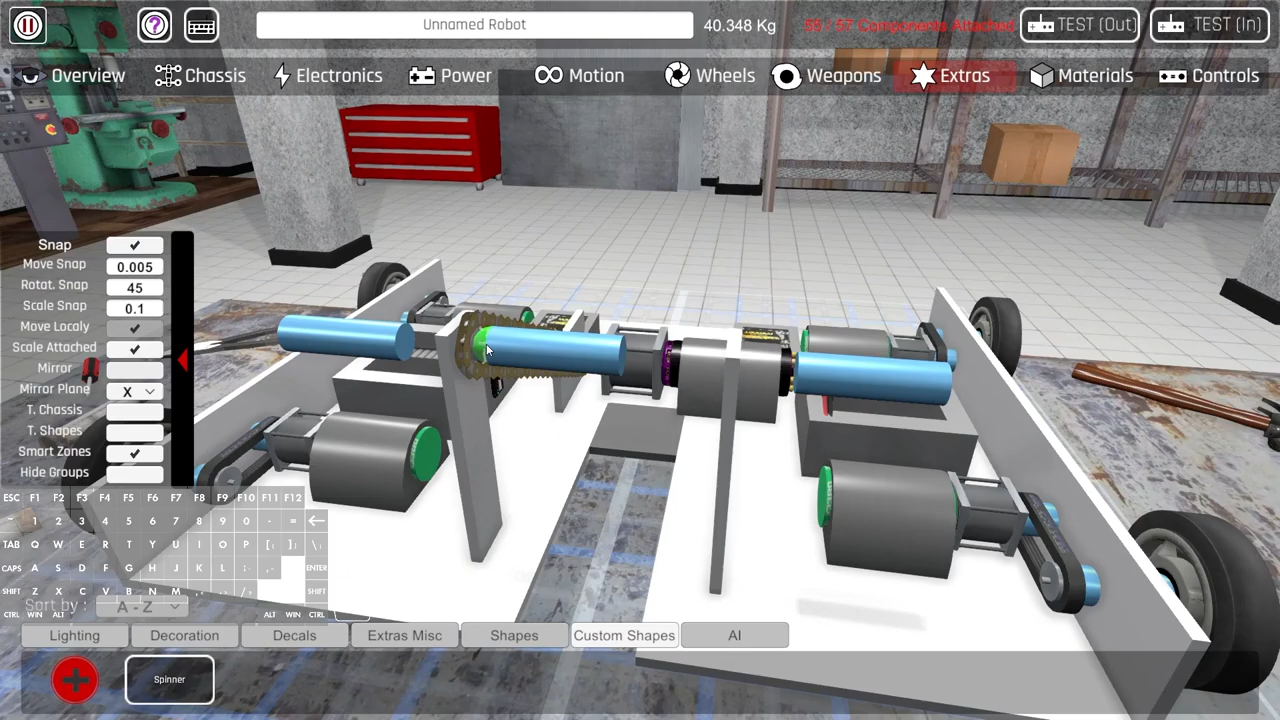 Unnamed Robot
40.348 Kg
55 / 57 Components Attached
TEST (Out)
TEST (In)
Overview
Chassis
Electronics
Power
Motion
Wheels
Weapons
Extras
Materials
Controls
Snap
Move Snap 0.005
Rotat. Snap 45
Scale Snap 0.1
Move Localy
Scale Attached
Mirror
Mirror Plane X
T. Chassis
T. Shapes
Smart Zones
Hide Groups
ESC F1 F2 F3 F4 F5 F6 F7 F8 F9 F10 F11 F12
~ 1 2 3 4 5 6 7 8 9 0 - =
TAB Q W E R T Y U I O P [ ] \
CAPS A S D F G H J K L ; ENTER
SHIFT Z X C V B N M , . / SHIFT
CTRL WIN ALT ALT WIN CTRL
Sort by : A - Z
Lighting
Decoration
Decals
Extras Misc
Shapes
Custom Shapes
AI
Spinner